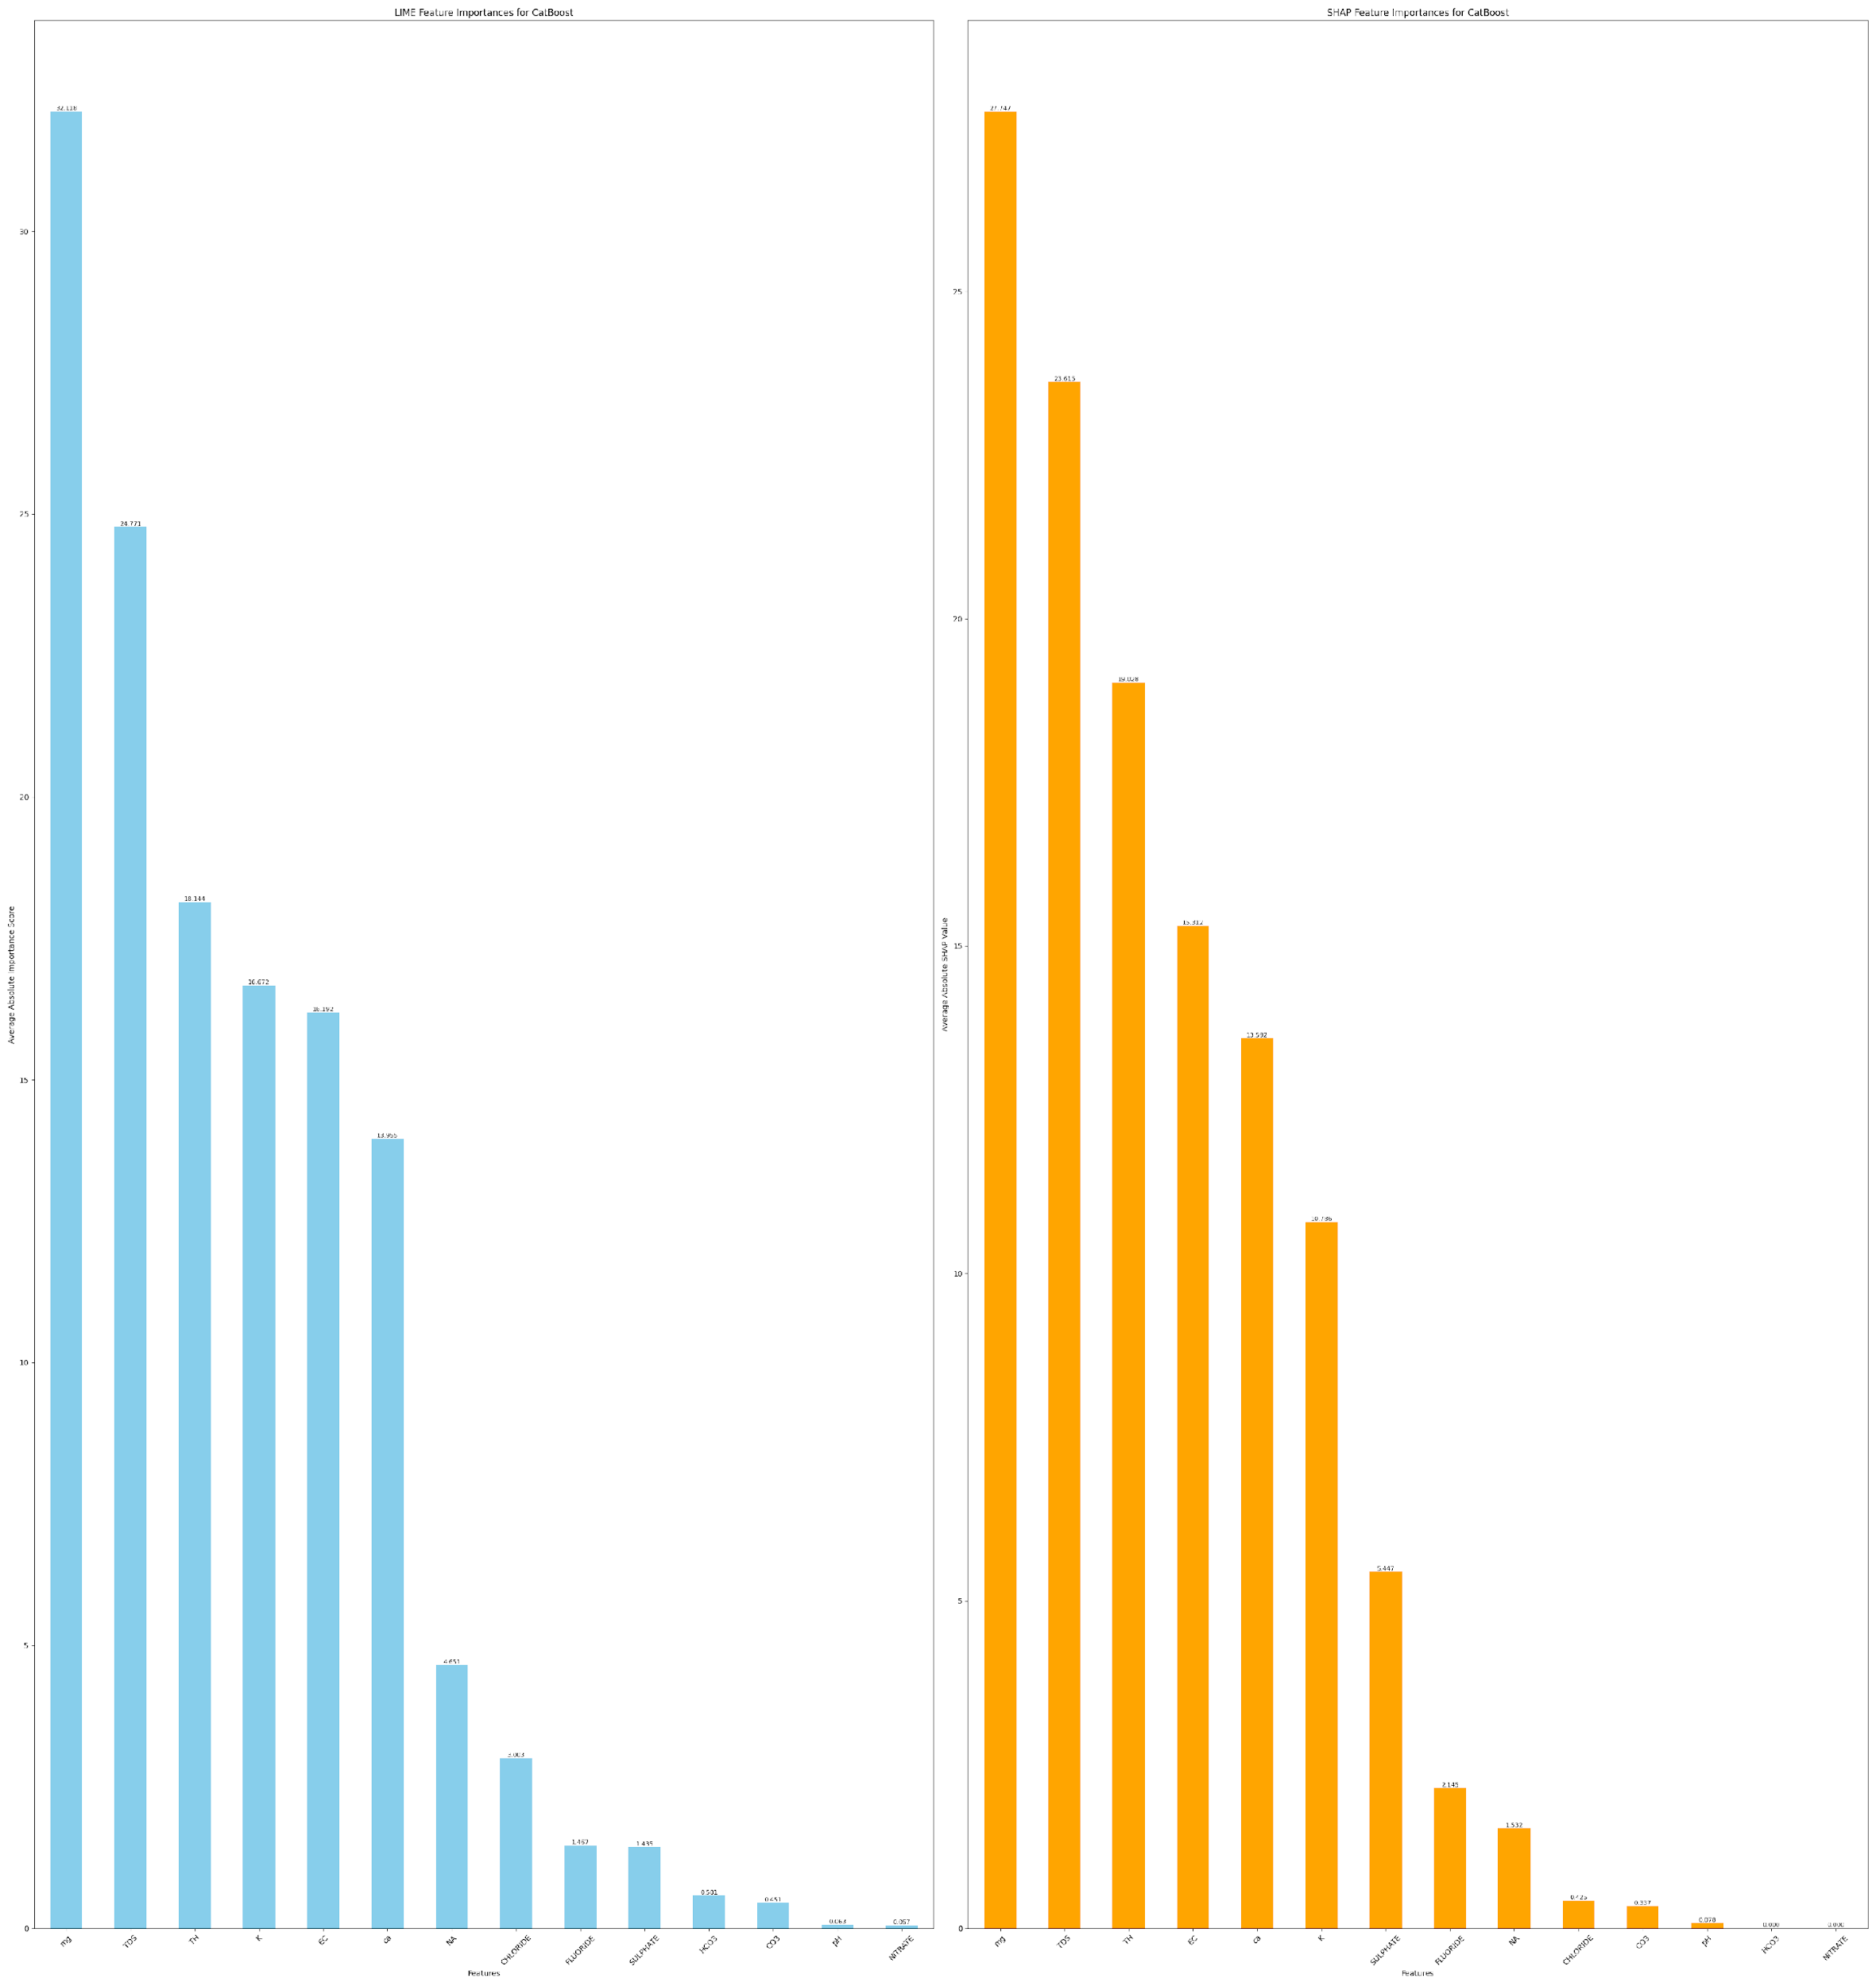 LIME Feature Importances for CatBoost
Average Absolute Importance Score
30
25
20
15
10
5
0
32.118
24.771
18.144
16.672
16.192
13.955
4.651
3.003
1.467
1.435
0.581
0.451
0.063
0.057
mg
TDS
TH
K
EC
ca
NA
CHLORIDE
FLUORIDE
SULPHATE
HCO3
CO3
pH
NITRATE
Features
SHAP Feature Importances for CatBoost
Average Absolute SHAP Value
25
20
15
10
5
0
27.747
23.615
19.028
15.312
13.592
10.786
5.447
2.145
1.532
0.425
0.337
0.078
0.000
0.000
mg
TDS
TH
EC
ca
K
SULPHATE
FLUORIDE
NA
CHLORIDE
CO3
pH
HCO3
NITRATE
Features